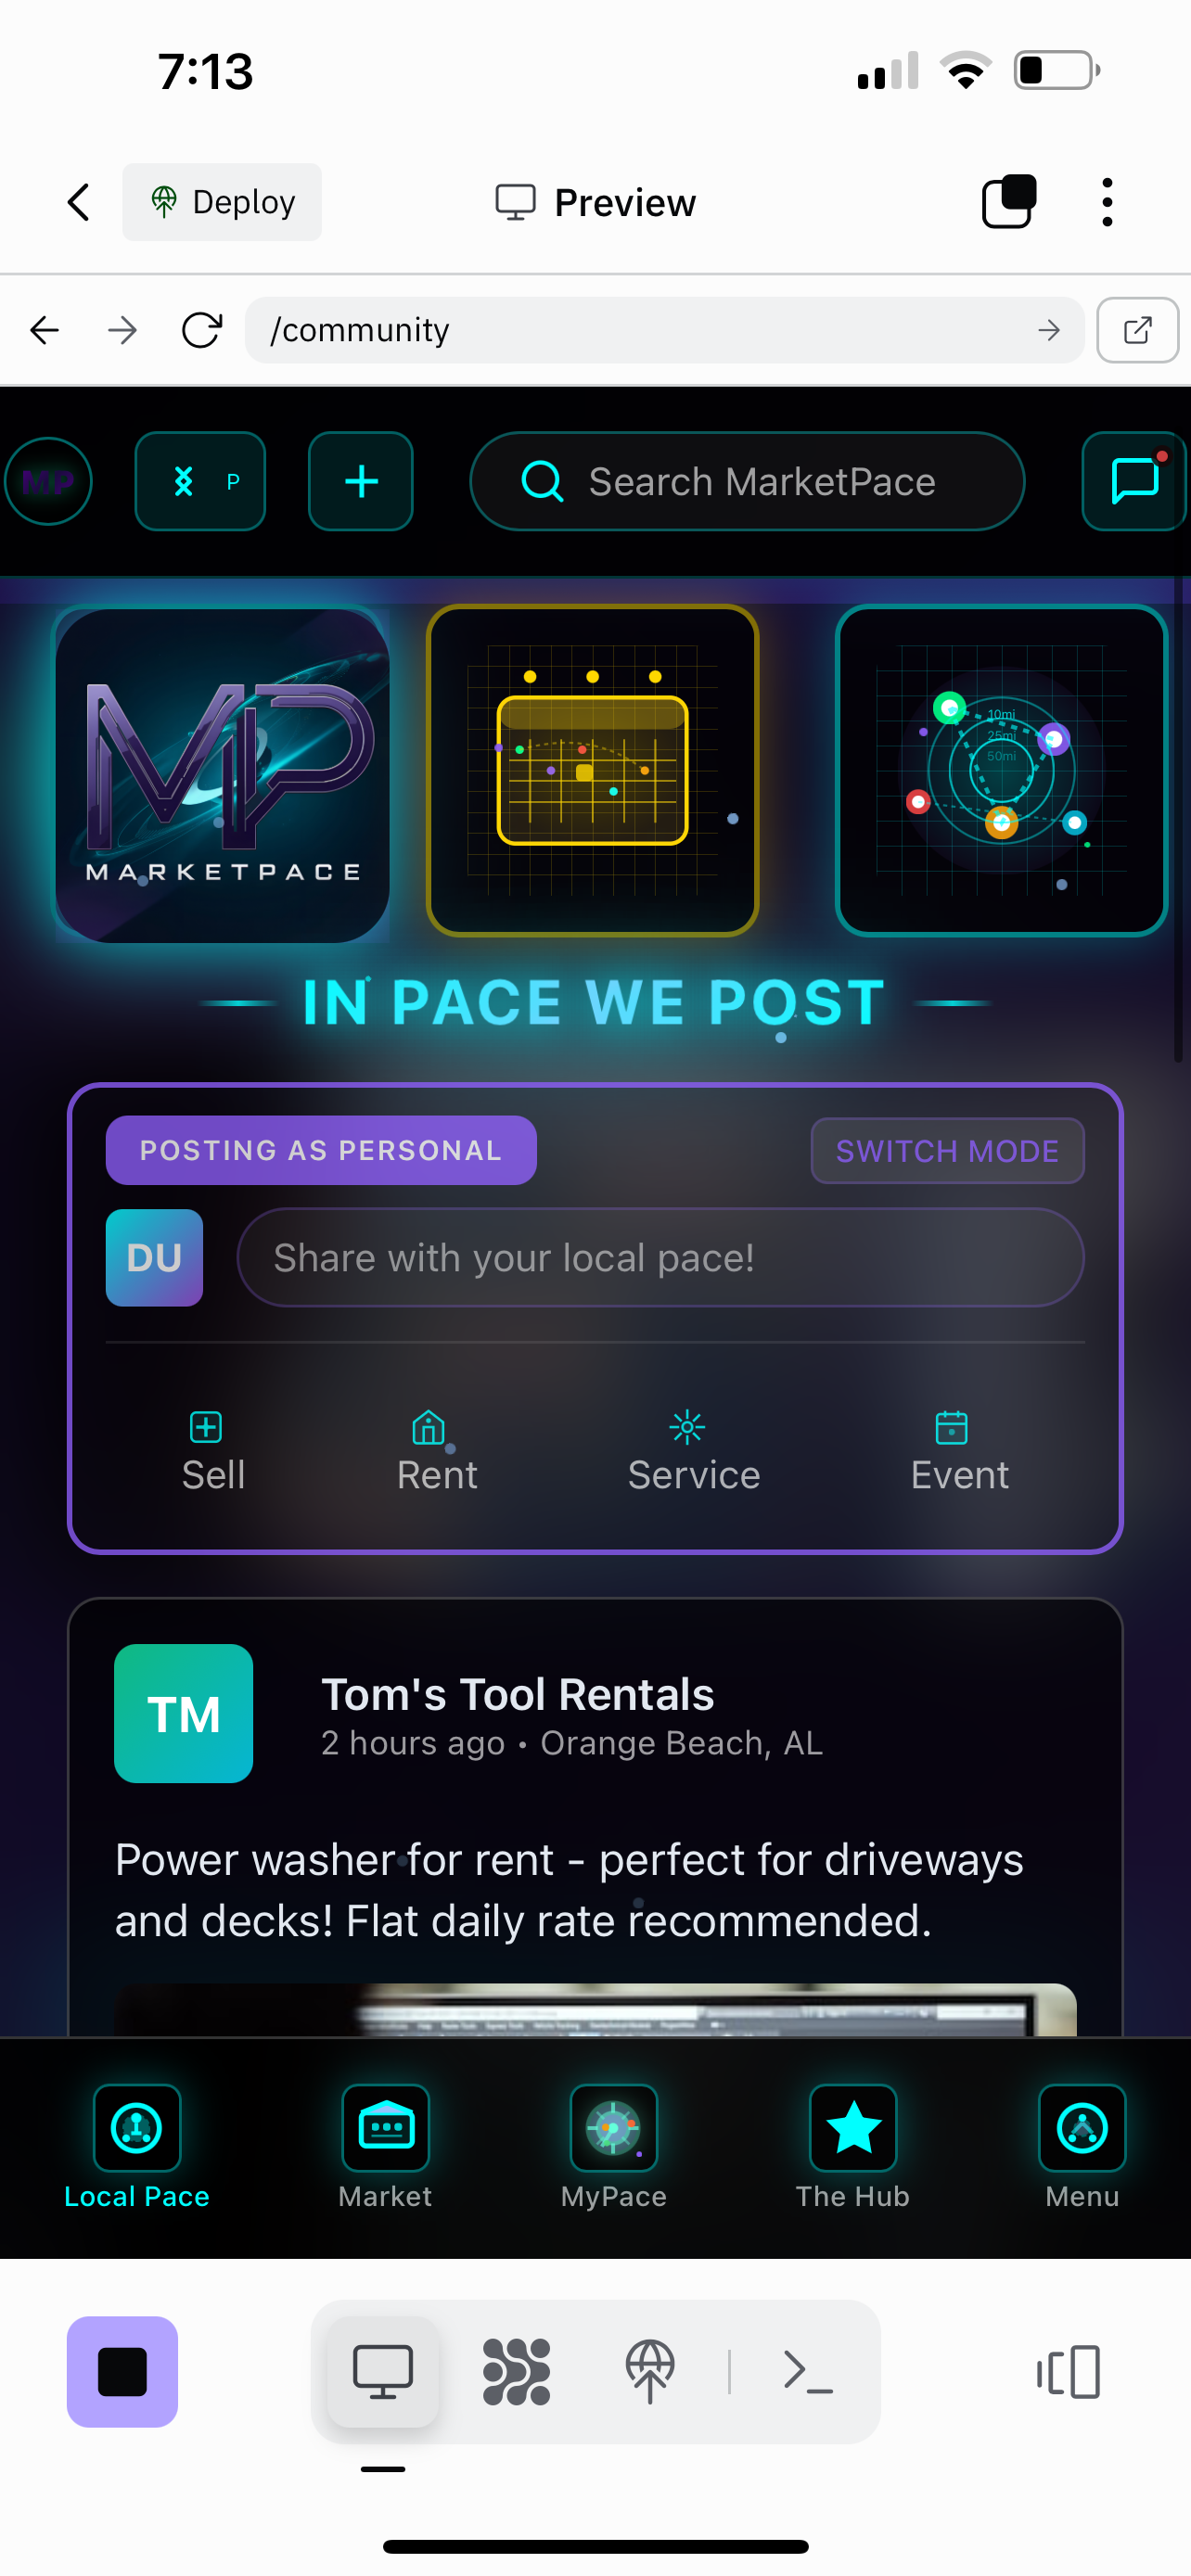 7:13
Deploy
Preview
/community
MP
P
Search MarketPace
MP
MARKETPACE
10mi
25mi
50mi
IN PACE WE POST
POSTING AS PERSONAL
SWITCH MODE
DU
Share with your local pace!
Sell
Rent
Service
Event
TM
Tom's Tool Rentals
2 hours ago • Orange Beach, AL
Power washer for rent - perfect for driveways
and decks! Flat daily rate recommended.
Local Pace
Market
MyPace
The Hub
Menu